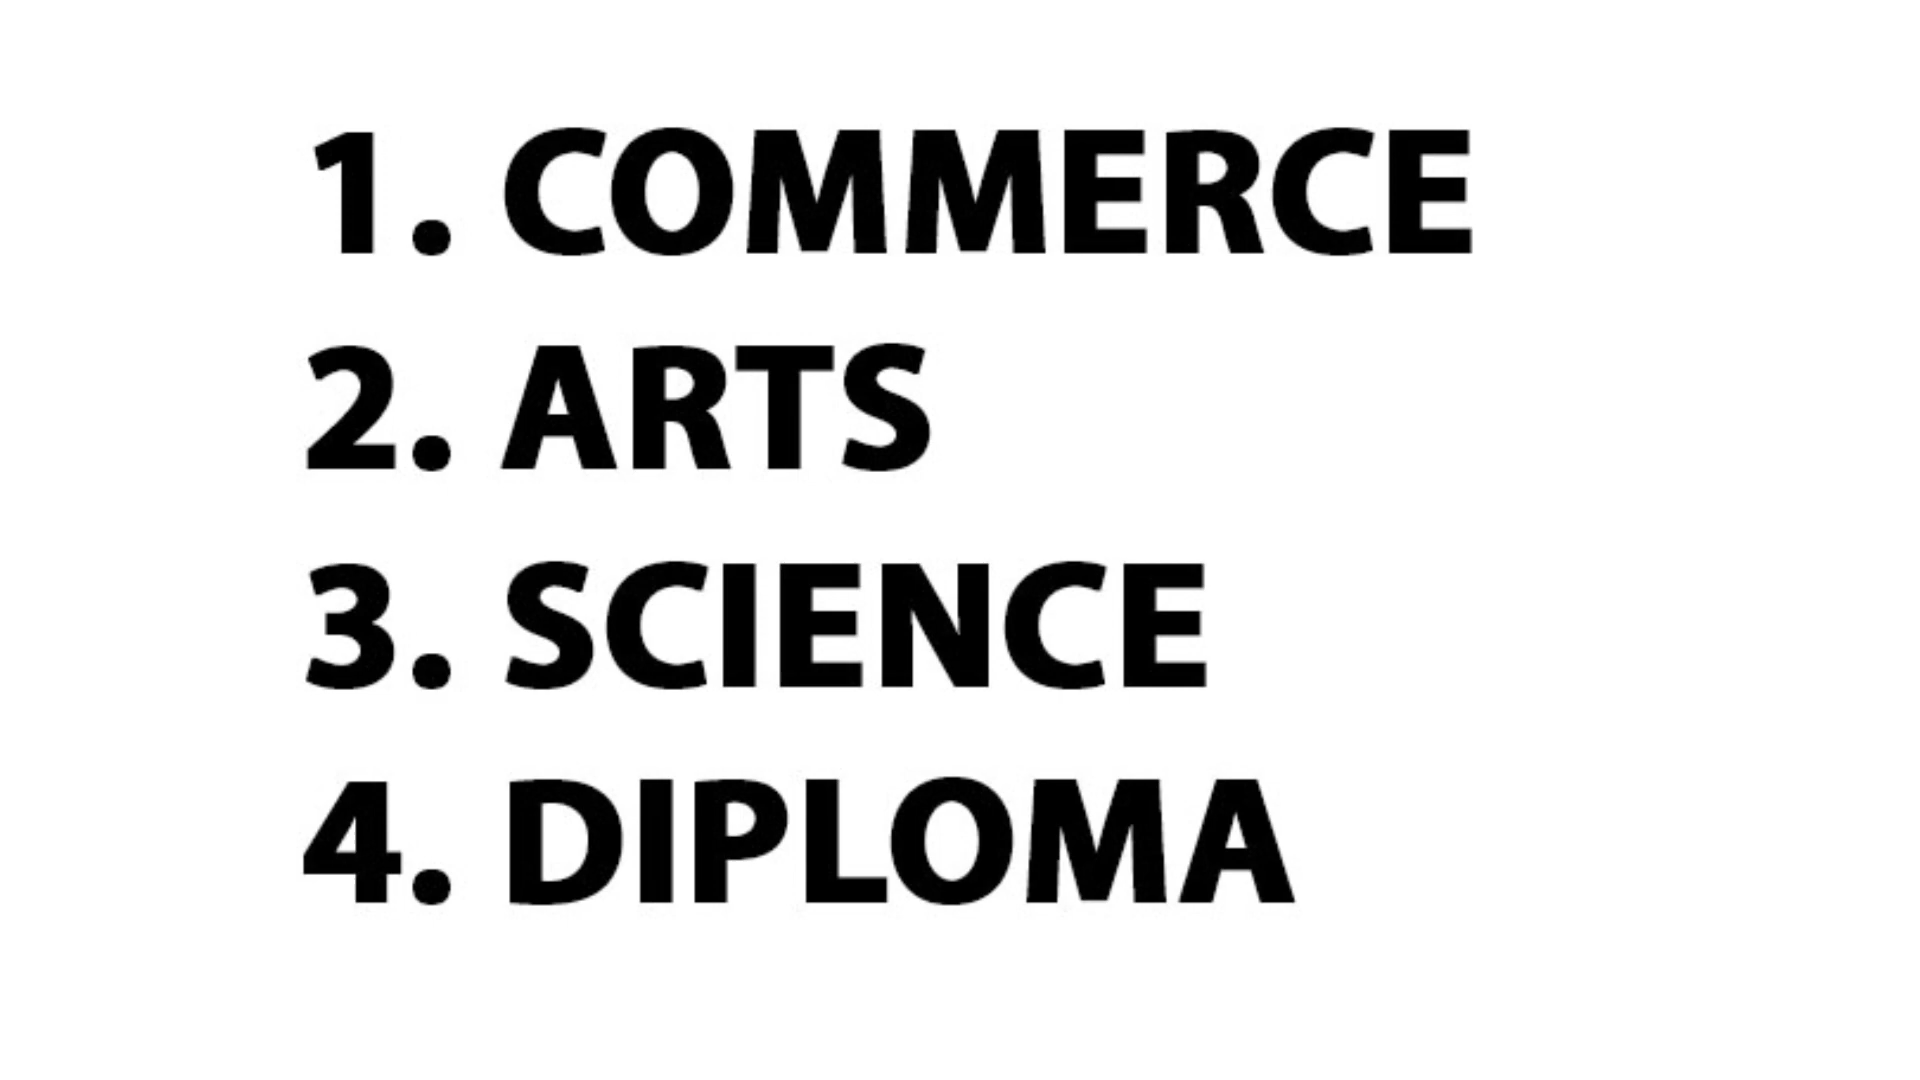 1. COMMERCE
2. ARTS
3. SCIENCE
4. DIPLOMA